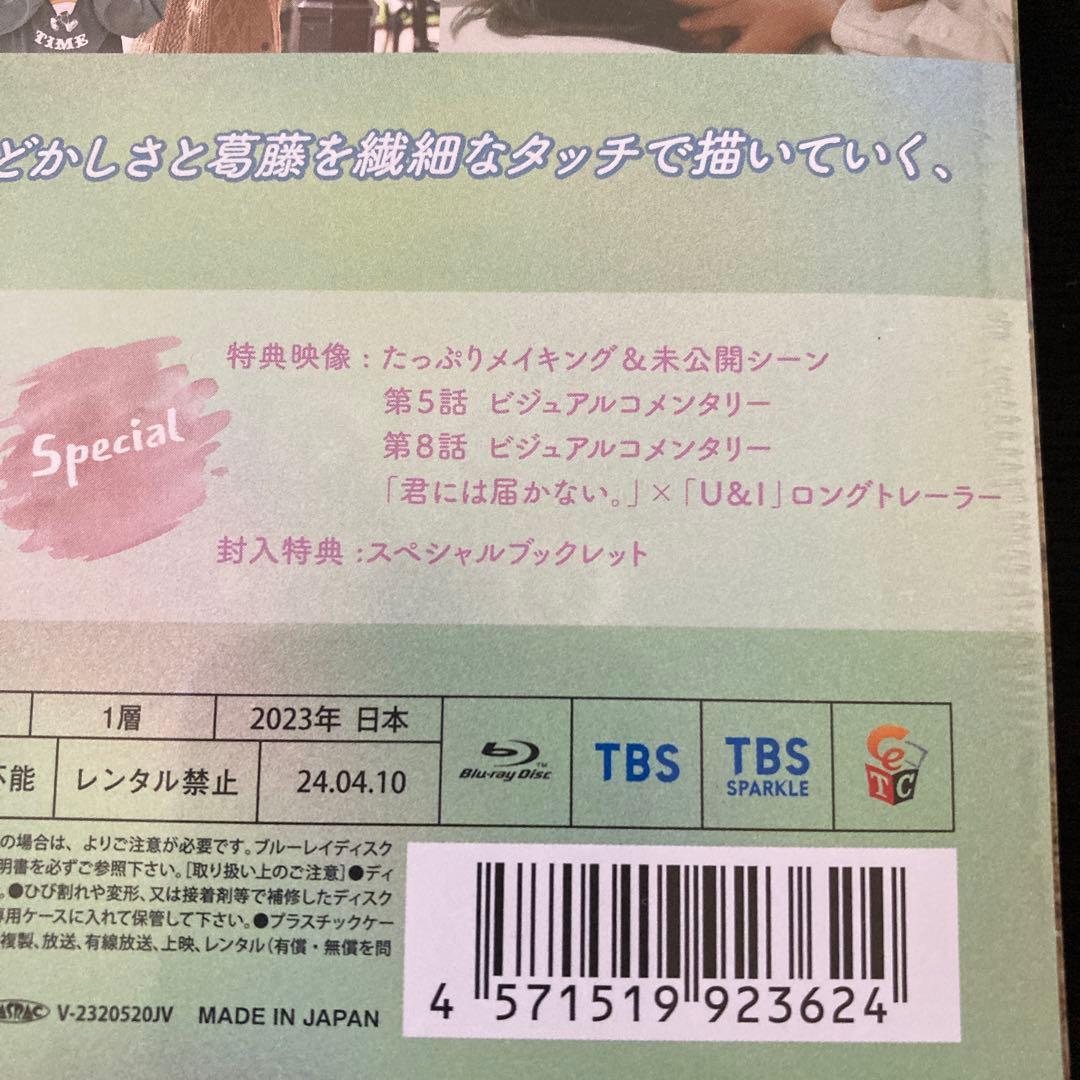 TIME
どかしさと葛藤を繊細なタッチで描いていく、
Special
特典映像：たっぷりメイキング＆未公開シーン
第5話 ビジュアルコメンタリー
第8話 ビジュアルコメンタリー
「君には届かない。」×「U&I」ロングトレーラー
封入特典：スペシャルブックレット
1層 2023年 日本
不能 レンタル禁止 24.04.10
Blu-ray Disc TM
TBS
TBS SPARKLE
TC
の場合は、よりご注意が必要です。ブルーレイディスク
明書を必ずご参照下さい。[取り扱い上のご注意]●ディ
。●ひび割れや変形、又は接着剤等で補修したディスク
専用ケースに入れて保管して下さい。●プラスチックケー
複製、放送、有線放送、上映、レンタル（有償・無償を問
V-2320520JV MADE IN JAPAN
4 571519 923624